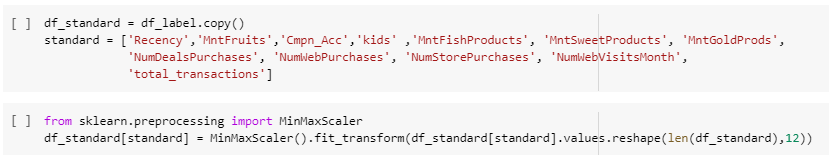 [ ] df_standard = df_label.copy()
standard = ['Recency','MntFruits','Cmpn_Acc','kids' ,'MntFishProducts', 'MntSweetProducts', 'MntGoldProds',
'NumDealsPurchases', 'NumWebPurchases', 'NumStorePurchases', 'NumWebVisitsMonth',
'total_transactions']
[ ] from sklearn.preprocessing import MinMaxScaler
df_standard[standard] = MinMaxScaler().fit_transform(df_standard[standard].values.reshape(len(df_standard),12))